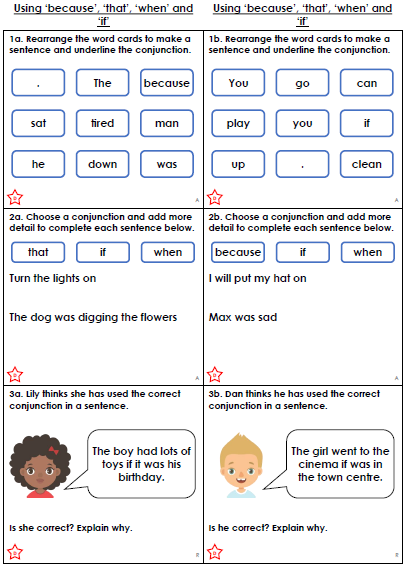 Using 'because', 'that', 'when' and
'if'
1a. Rearrange the word cards to make a
sentence and underline the conjunction.
. The because
sat tired man
he down was
D
A
2a. Choose a conjunction and add more
detail to complete each sentence below.
that if when
Turn the lights on
The dog was digging the flowers
D
A
3a. Lily thinks she has used the correct
conjunction in a sentence.
The boy had lots of
toys if it was his
birthday.
Is she correct? Explain why.
D
R
Using 'because', 'that', 'when' and
'if'
1b. Rearrange the word cards to make a
sentence and underline the conjunction.
You go can
play you if
up . clean
D
A
2b. Choose a conjunction and add more
detail to complete each sentence below.
because if when
I will put my hat on
Max was sad
D
A
3b. Dan thinks he has used the correct
conjunction in a sentence.
The girl went to the
cinema if was in
the town centre.
Is he correct? Explain why.
D
R